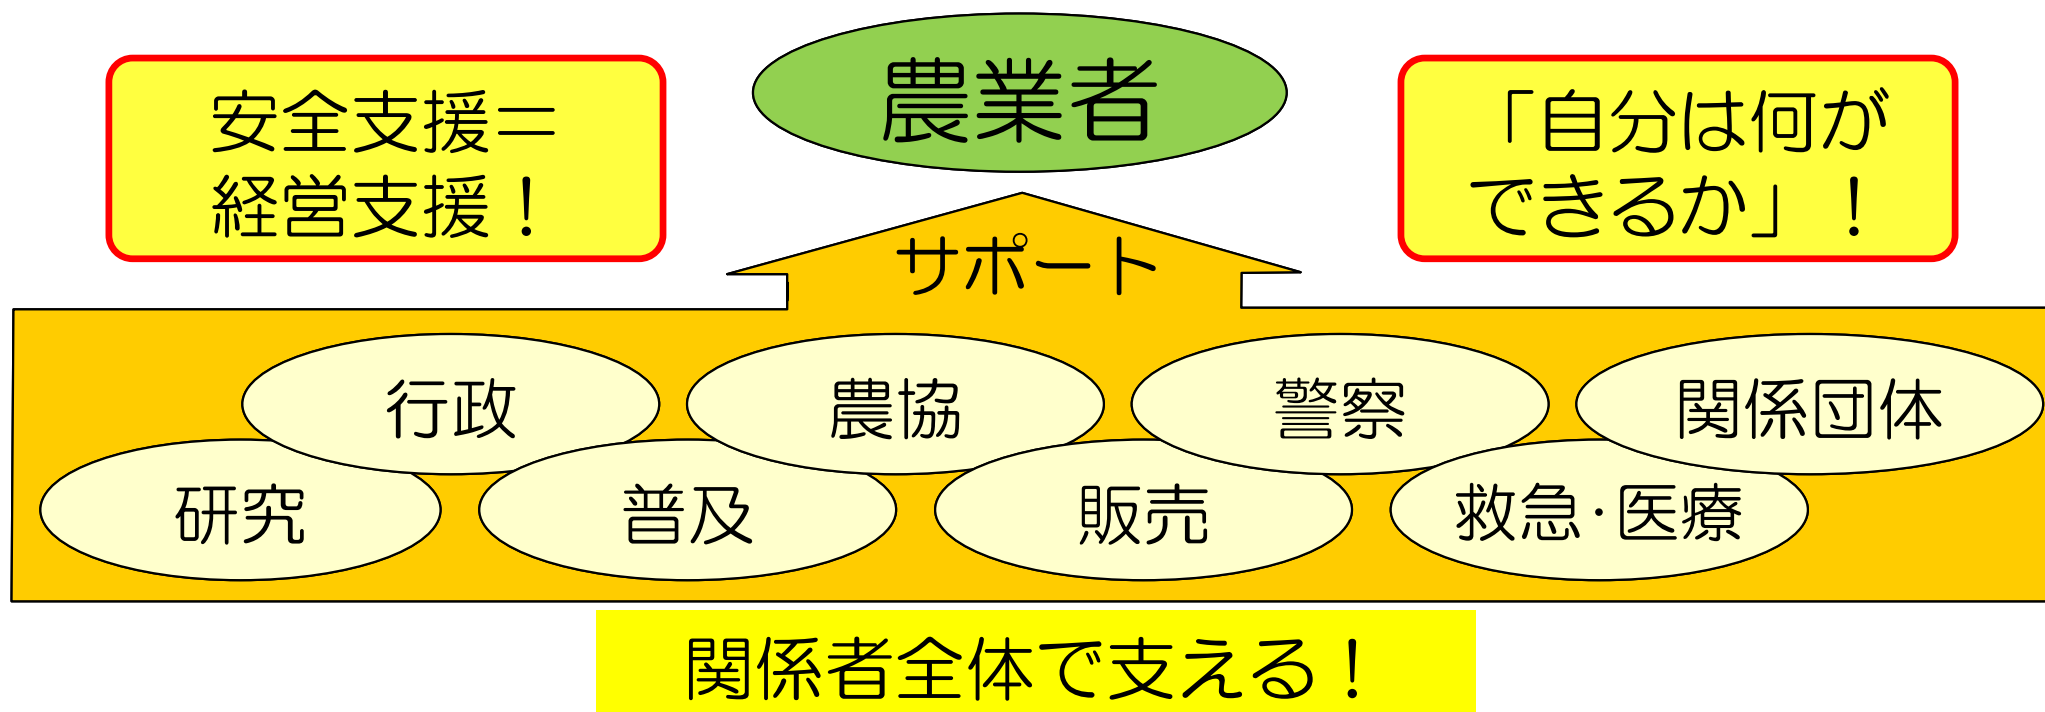 農業者
安全支援＝
経営支援！
「自分は何が
できるか」！
サポート
行政
農協
警察
関係団体
研究
普及
販売
救急･医療
関係者全体で支える！